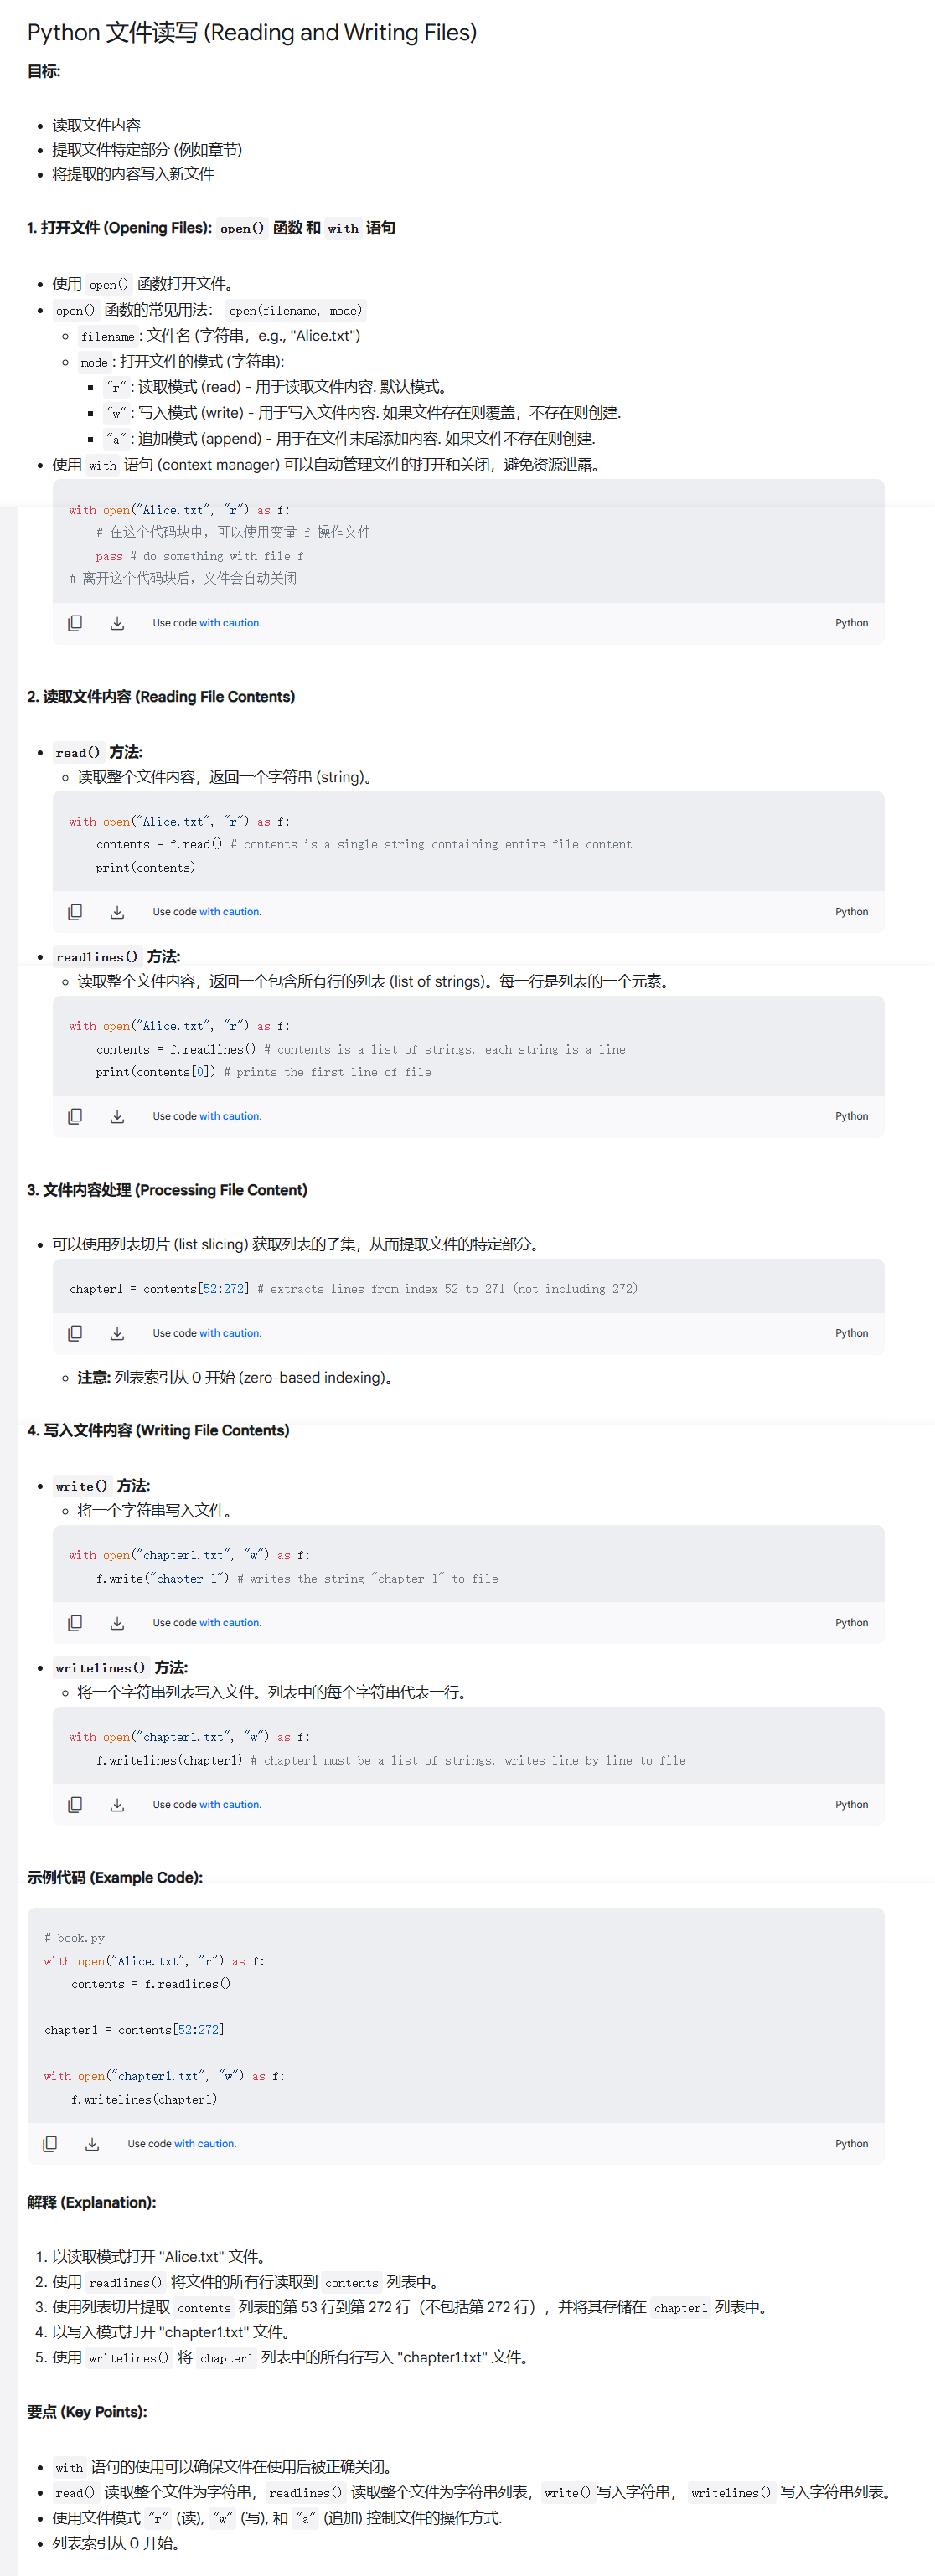 Python 文件读写 (Reading and Writing Files)
目标:
读取文件内容
提取文件特定部分 (例如章节)
将提取的内容写入新文件
1. 打开文件 (Opening Files): open() 函数 和 with 语句
使用 open() 函数打开文件。
open() 函数的常见用法： open(filename, mode)
filename : 文件名 (字符串，e.g., "Alice.txt")
mode : 打开文件的模式 (字符串):
"r" : 读取模式 (read) - 用于读取文件内容. 默认模式。
"w" : 写入模式 (write) - 用于写入文件内容. 如果文件存在则覆盖，不存在则创建.
"a" : 追加模式 (append) - 用于在文件末尾添加内容. 如果文件不存在则创建.
使用 with 语句 (context manager) 可以自动管理文件的打开和关闭，避免资源泄露。
with open("Alice.txt", "r") as f:
# 在这个代码块中，可以使用变量 f 操作文件
pass # do something with file f
# 离开这个代码块后，文件会自动关闭
Use code with caution. Python
2. 读取文件内容 (Reading File Contents)
read() 方法:
读取整个文件内容，返回一个字符串 (string)。
with open("Alice.txt", "r") as f:
contents = f.read() # contents is a single string containing entire file content
print(contents)
Use code with caution. Python
readlines() 方法:
读取整个文件内容，返回一个包含所有行的列表 (list of strings)。每一行是列表的一个元素。
with open("Alice.txt", "r") as f:
contents = f.readlines() # contents is a list of strings, each string is a line
print(contents[0]) # prints the first line of file
Use code with caution. Python
3. 文件内容处理 (Processing File Content)
可以使用列表切片 (list slicing) 获取列表的子集，从而提取文件的特定部分。
chapter1 = contents[52:272] # extracts lines from index 52 to 271 (not including 272)
Use code with caution. Python
注意: 列表索引从 0 开始 (zero-based indexing)。
4. 写入文件内容 (Writing File Contents)
write() 方法:
将一个字符串写入文件。
with open("chapter1.txt", "w") as f:
f.write("chapter 1") # writes the string "chapter 1" to file
Use code with caution. Python
writelines() 方法:
将一个字符串列表写入文件。列表中的每个字符串代表一行。
with open("chapter1.txt", "w") as f:
f.writelines(chapter1) # chapter1 must be a list of strings, writes line by line to file
Use code with caution. Python
示例代码 (Example Code):
# book.py
with open("Alice.txt", "r") as f:
contents = f.readlines()
chapter1 = contents[52:272]
with open("chapter1.txt", "w") as f:
f.writelines(chapter1)
Use code with caution. Python
解释 (Explanation):
1. 以读取模式打开 "Alice.txt" 文件。
2. 使用 readlines() 将文件的所有行读取到 contents 列表中。
3. 使用列表切片提取 contents 列表的第 53 行到第 272 行（不包括第 272 行），并将其存储在 chapter1 列表中。
4. 以写入模式打开 "chapter1.txt" 文件。
5. 使用 writelines() 将 chapter1 列表中的所有行写入 "chapter1.txt" 文件。
要点 (Key Points):
with 语句的使用可以确保文件在使用后被正确关闭。
read() 读取整个文件为字符串，readlines() 读取整个文件为字符串列表，write() 写入字符串， writelines() 写入字符串列表。
使用文件模式 "r" (读), "w" (写), 和 "a" (追加) 控制文件的操作方式.
列表索引从 0 开始。